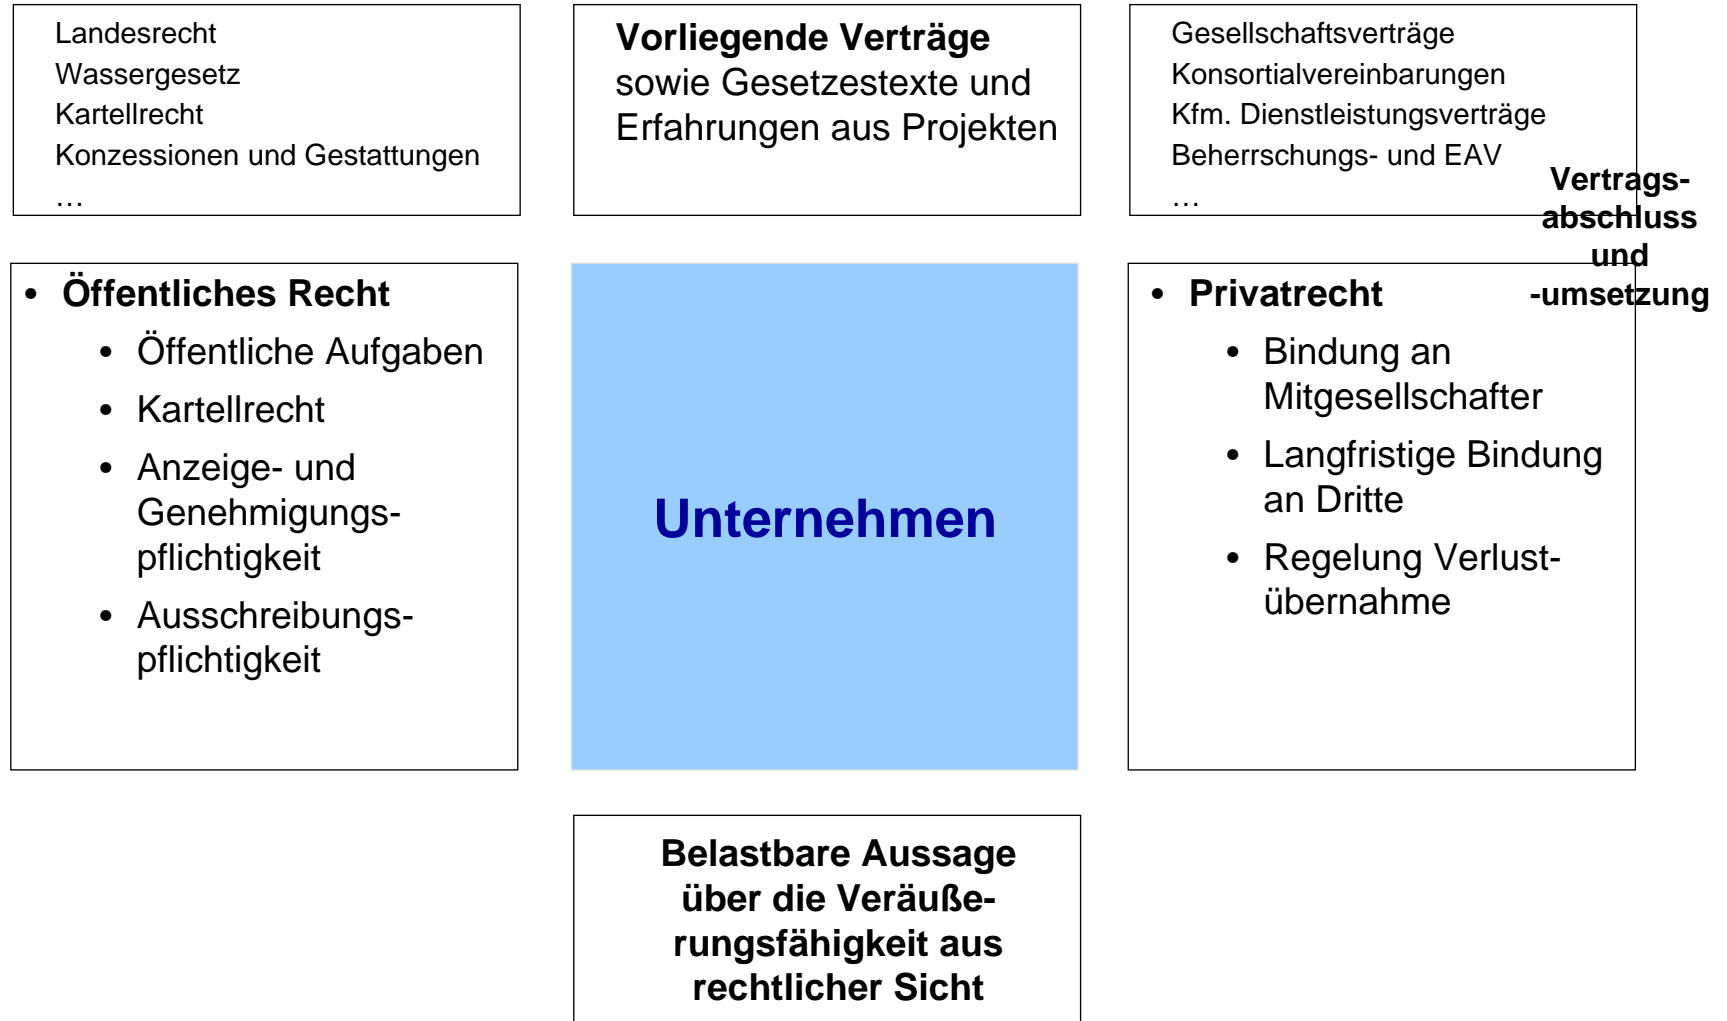 Landesrecht
Wassergesetz
Kartellrecht
Konzessionen und Gestattungen
…
Vorliegende Verträge
sowie Gesetzestexte und
Erfahrungen aus Projekten
Gesellschaftsverträge
Konsortialvereinbarungen
Kfm. Dienstleistungsverträge
Beherrschungs- und EAV
…
Vertrags-
abschluss
und
-umsetzung
• Öffentliches Recht
• Öffentliche Aufgaben
• Kartellrecht
• Anzeige- und
Genehmigungs-
pflichtigkeit
• Ausschreibungs-
pflichtigkeit
Unternehmen
• Privatrecht
• Bindung an
Mitgesellschafter
• Langfristige Bindung
an Dritte
• Regelung Verlust-
übernahme
Belastbare Aussage
über die Veräuße-
rungsfähigkeit aus
rechtlicher Sicht